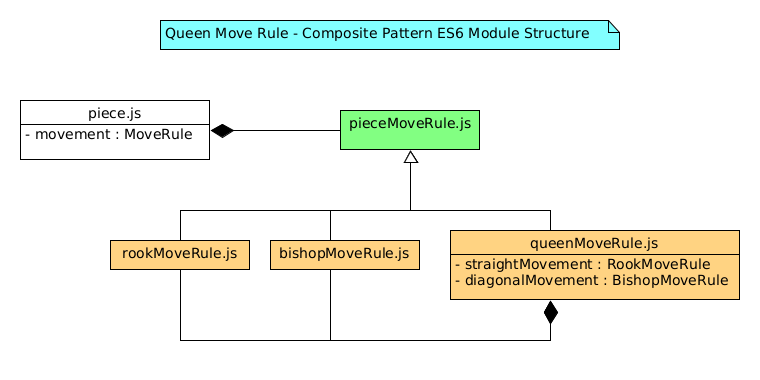 Queen Move Rule - Composite Pattern ES6 Module Structure
piece.js
- movement : MoveRule
pieceMoveRule.js
rookMoveRule.js
bishopMoveRule.js
queenMoveRule.js
- straightMovement : RookMoveRule
- diagonalMovement : BishopMoveRule